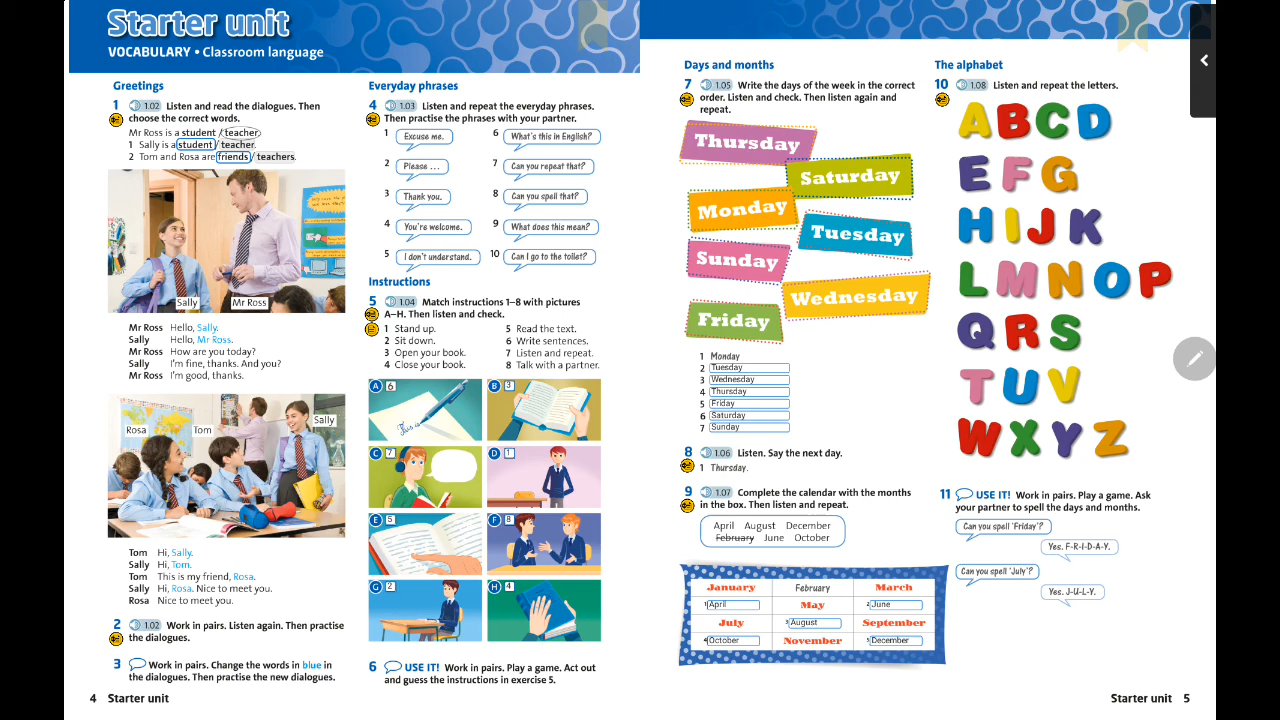 Starter unit
VOCABULARY • Classroom language
Greetings
1 1.02 Listen and read the dialogues. Then
choose the correct words.
Mr Ross is a student / teacher.
1 Sally is a student / teacher.
2 Tom and Rosa are friends / teachers.
Sally
Mr Ross
Mr Ross Hello, Sally.
Sally Hello, Mr Ross.
Mr Ross How are you today?
Sally I'm fine, thanks. And you?
Mr Ross I'm good, thanks.
Rosa
Tom
Sally
Tom Hi, Sally.
Sally Hi, Tom.
Tom This is my friend, Rosa.
Sally Hi, Rosa. Nice to meet you.
Rosa Nice to meet you.
2 1.02 Work in pairs. Listen again. Then practise
the dialogues.
3 Work in pairs. Change the words in blue in
the dialogues. Then practise the new dialogues.
4 Starter unit
Everyday phrases
4 1.03 Listen and repeat the everyday phrases.
Then practise the phrases with your partner.
1 Excuse me.
2 Please ...
3 Thank you.
4 You're welcome.
5 I don't understand.
6 What's this in English?
7 Can you repeat that?
8 Can you spell that?
9 What does this mean?
10 Can I go to the toilet?
Instructions
5 1.04 Match instructions 1–8 with pictures
A–H. Then listen and check.
1 Stand up.
2 Sit down.
3 Open your book.
4 Close your book.
5 Read the text.
6 Write sentences.
7 Listen and repeat.
8 Talk with a partner.
A 6
This is
B 3
C 7
D 1
E 5
F 8
G 2
H 4
6 USE IT! Work in pairs. Play a game. Act out
and guess the instructions in exercise 5.
Days and months
7 1.05 Write the days of the week in the correct
order. Listen and check. Then listen again and
repeat.
Thursday
Saturday
Monday
Tuesday
Sunday
Wednesday
Friday
1 Monday
2 Tuesday
3 Wednesday
4 Thursday
5 Friday
6 Saturday
7 Sunday
8 1.06 Listen. Say the next day.
1 Thursday.
9 1.07 Complete the calendar with the months
in the box. Then listen and repeat.
April August December
February June October
January February March
1 April May 2 June
July 3 August September
4 October November 5 December
The alphabet
10 1.08 Listen and repeat the letters.
A B C D
E F G
H I J K
L M N O P
Q R S
T U V
W X Y Z
11 USE IT! Work in pairs. Play a game. Ask
your partner to spell the days and months.
Can you spell 'Friday'?
Yes. F-R-I-D-A-Y.
Can you spell 'July'?
Yes. J-U-L-Y.
Starter unit 5